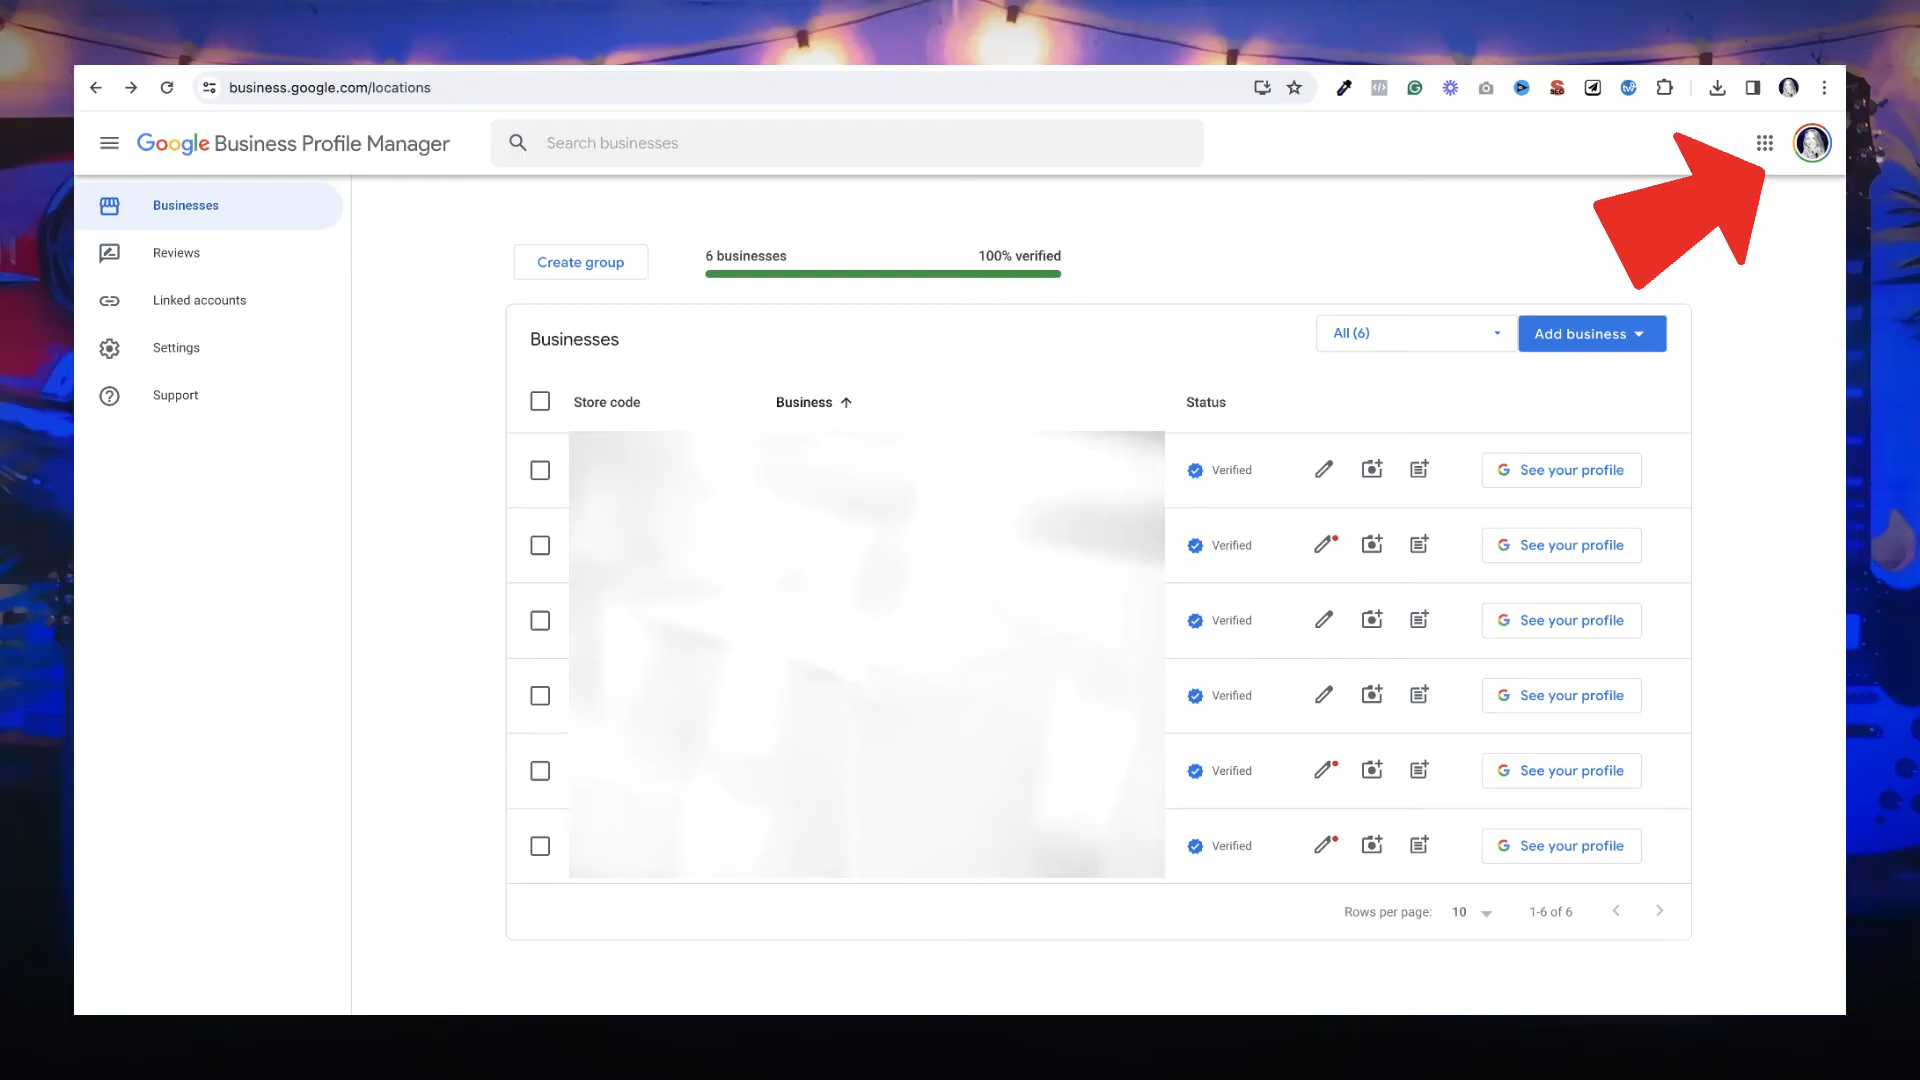 business.google.com/locations
Google Business Profile Manager
Search businesses
Businesses
Reviews
Linked accounts
Settings
Support
Create group
6 businesses
100% verified
Businesses
All (6)
Add business
Store code
Business
Status
Verified
See your profile
Verified
See your profile
Verified
See your profile
Verified
See your profile
Verified
See your profile
Verified
See your profile
Rows per page:
10
1-6 of 6